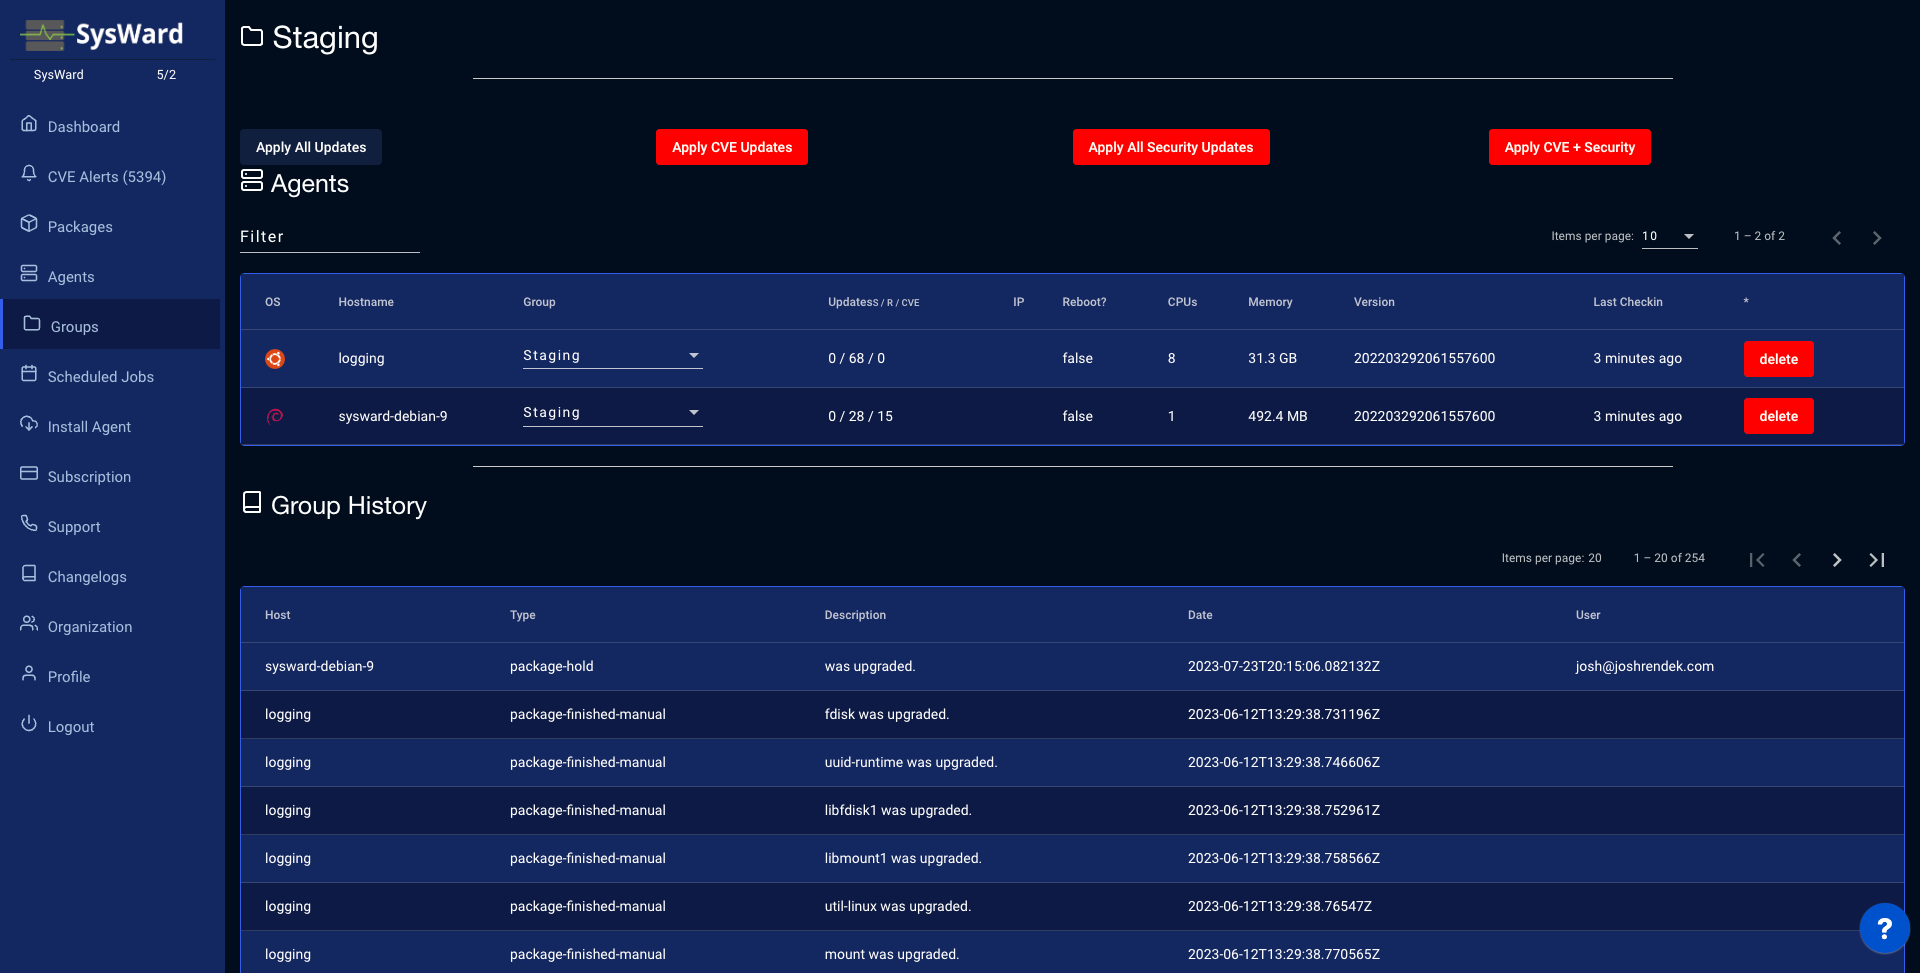 SysWard
SysWard 5/2
Dashboard
CVE Alerts (5394)
Packages
Agents
Groups
Scheduled Jobs
Install Agent
Subscription
Support
Changelogs
Organization
Profile
Logout
Staging
Apply All Updates Apply CVE Updates Apply All Security Updates Apply CVE + Security
Agents
Filter Items per page: 10 1 – 2 of 2
OS Hostname Group UpdatesS / R / CVE IP Reboot? CPUs Memory Version Last Checkin *
logging Staging 0 / 68 / 0 false 8 31.3 GB 202203292061557600 3 minutes ago delete
sysward-debian-9 Staging 0 / 28 / 15 false 1 492.4 MB 202203292061557600 3 minutes ago delete
Group History
Items per page: 20 1 – 20 of 254
Host Type Description Date User
sysward-debian-9 package-hold was upgraded. 2023-07-23T20:15:06.082132Z josh@joshrendek.com
logging package-finished-manual fdisk was upgraded. 2023-06-12T13:29:38.731196Z
logging package-finished-manual uuid-runtime was upgraded. 2023-06-12T13:29:38.746606Z
logging package-finished-manual libfdisk1 was upgraded. 2023-06-12T13:29:38.752961Z
logging package-finished-manual libmount1 was upgraded. 2023-06-12T13:29:38.758566Z
logging package-finished-manual util-linux was upgraded. 2023-06-12T13:29:38.76547Z
logging package-finished-manual mount was upgraded. 2023-06-12T13:29:38.770565Z
?